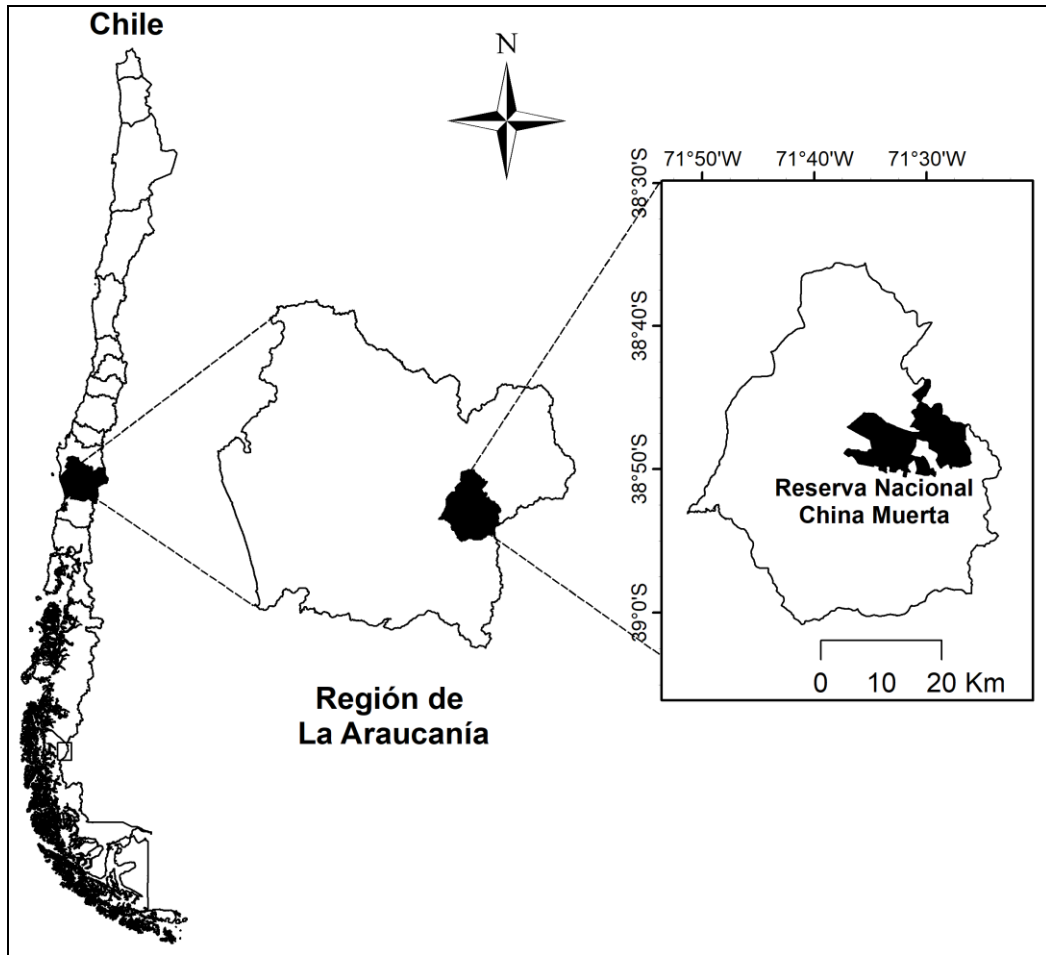 Chile
N
71°50'W
71°40'W
71°30'W
38°30'S
38°40'S
38°50'S
39°0'S
Reserva Nacional
China Muerta
0 10 20 Km
Región de
La Araucanía